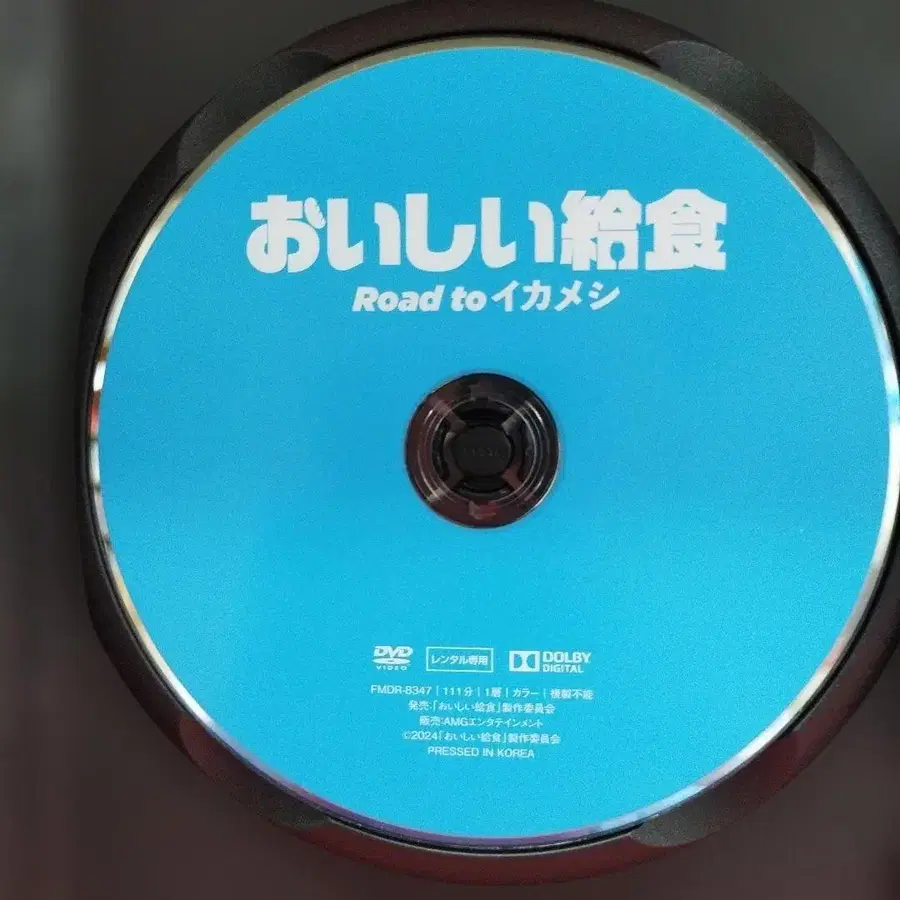 おいしい給食
Road to イカメシ
DVD
VIDEO
レンタル専用
DOLBY
DIGITAL
FMDR-8347 | 111分 | 1層 | カラー | 複製不能
発売:「おいしい給食」製作委員会
販売:AMGエンタテインメント
©2024「おいしい給食」製作委員会
PRESSED IN KOREA